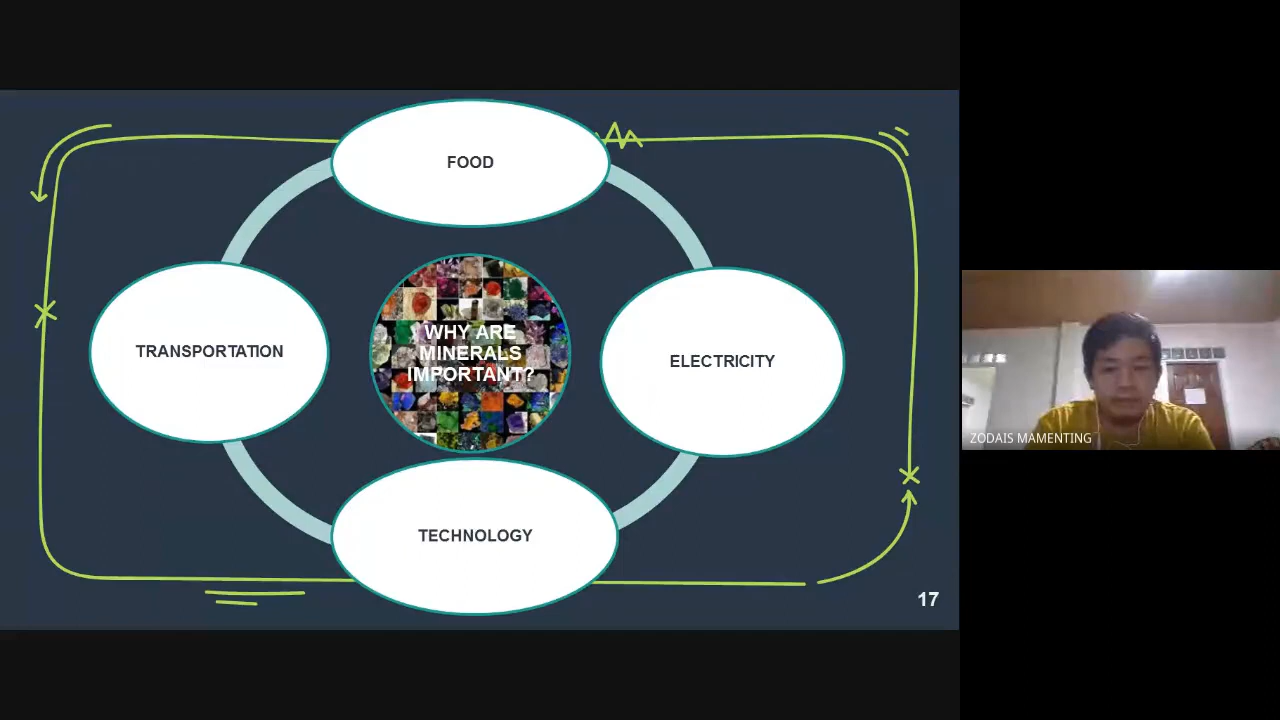 FOOD
WHY ARE
MINERALS
IMPORTANT?
TRANSPORTATION
ELECTRICITY
TECHNOLOGY
17
ZODAIS MAMENTING